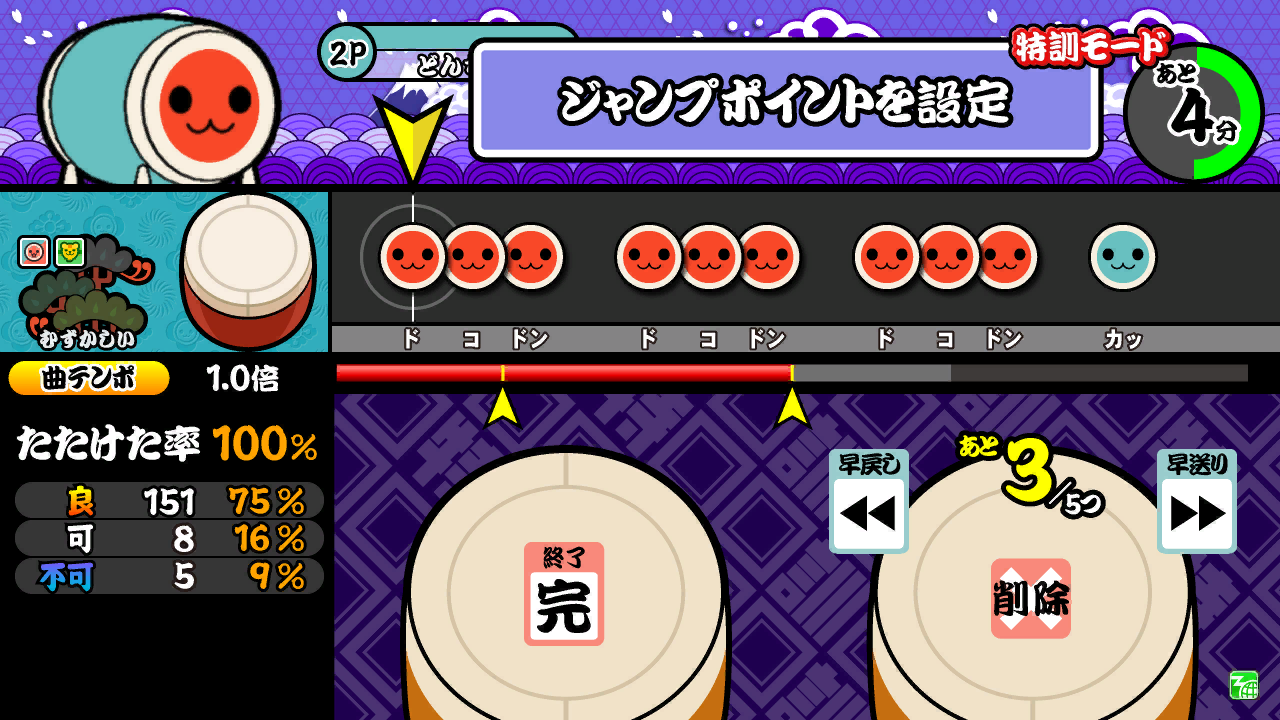 2P
どん
ジャンプポイントを設定
特訓モード
あと
4分
むずかしい
ド コ ドン ド コ ドン ド コ ドン カッ
曲テンポ 1.0倍
たたけた率 100%
良 151 75%
可 8 16%
不可 5 9%
終了
完
早戻し
あと3/5つ
早送り
削除